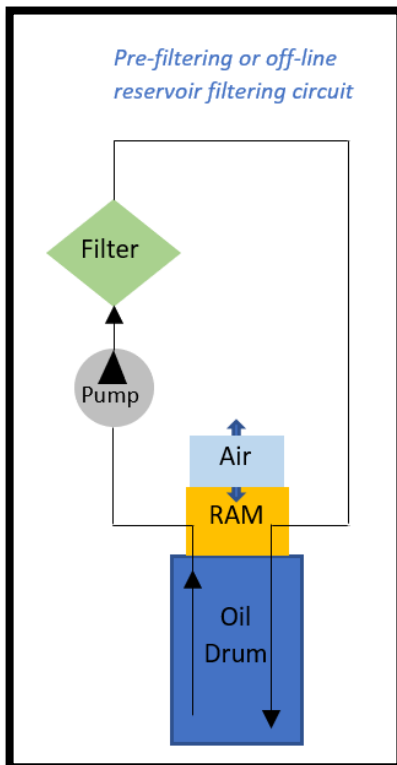 Pre-filtering or off-line
reservoir filtering circuit
Filter
Pump
Air
RAM
Oil
Drum